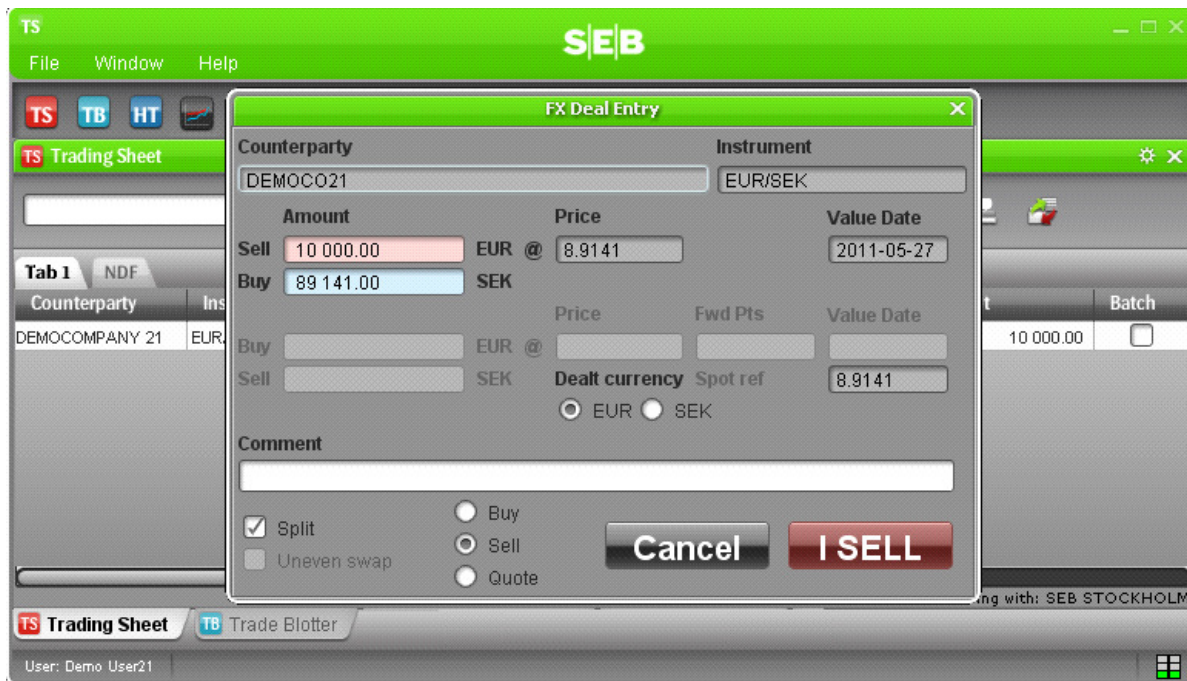 TS
S|E|B
File Window Help
TS TB HT
FX Deal Entry
TS Trading Sheet
Counterparty Instrument
DEMOCO21 EUR/SEK
Amount Price Value Date
Sell 10 000.00 EUR @ 8.9141 2011-05-27
Buy 89 141.00 SEK
Tab 1 NDF
Counterparty Ins t Batch
Price Fwd Pts Value Date
DEMOCOMPANY 21 EUR 10 000.00
Buy EUR @
Sell SEK Dealt currency Spot ref 8.9141
EUR SEK
Comment
Split Buy
Sell
Uneven swap
Quote
Cancel I SELL
ng with: SEB STOCKHOLM
TS Trading Sheet TB Trade Blotter
User: Demo User21